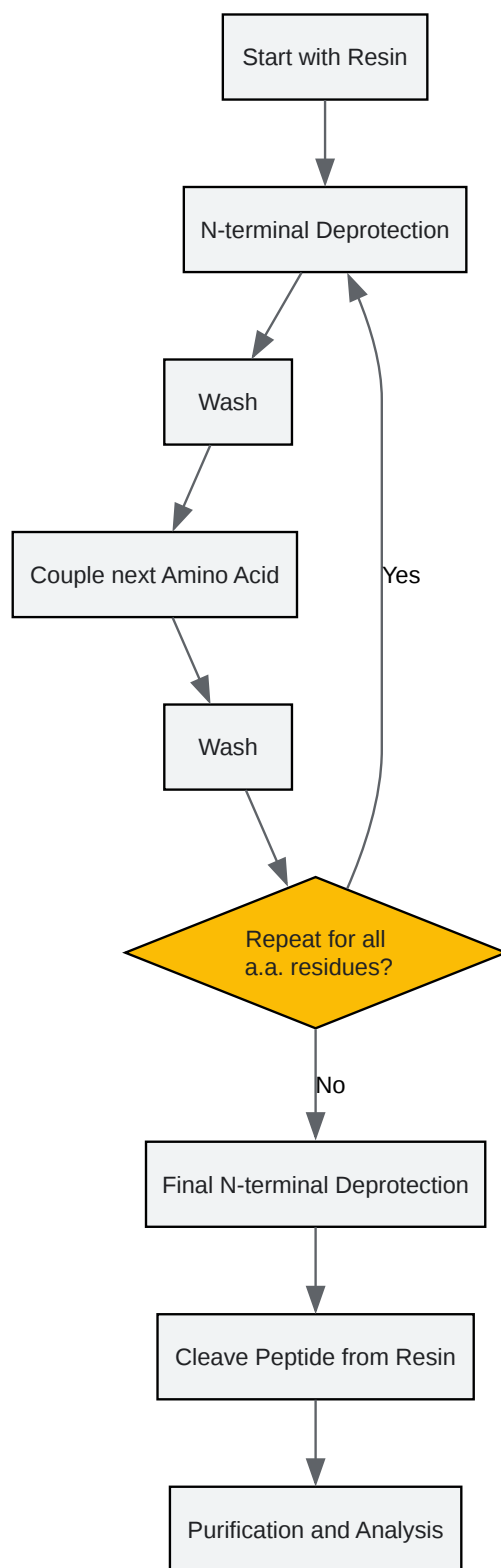 Start with Resin
N-terminal Deprotection
Wash
Couple next Amino Acid
Yes
Wash
Repeat for all
a.a. residues?
No
Final N-terminal Deprotection
Cleave Peptide from Resin
Purification and Analysis